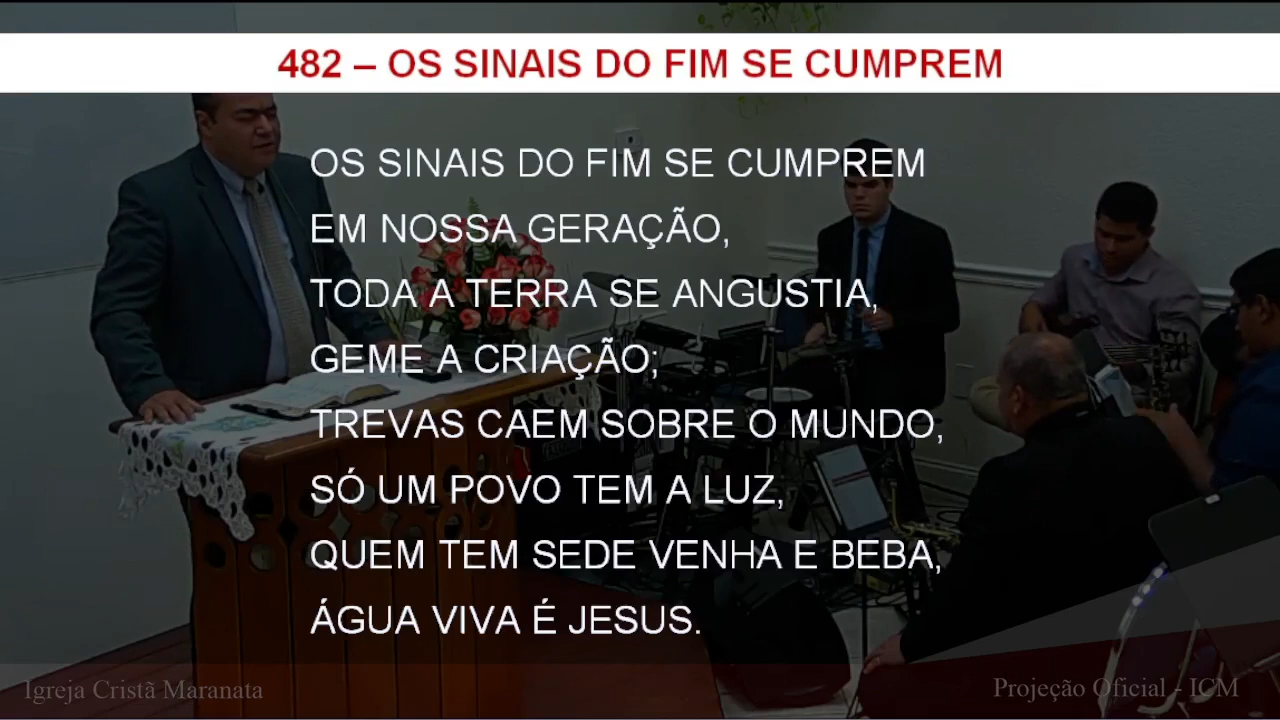 482 – OS SINAIS DO FIM SE CUMPREM
OS SINAIS DO FIM SE CUMPREM
EM NOSSA GERAÇÃO,
TODA A TERRA SE ANGUSTIA,
GEME A CRIAÇÃO;
TREVAS CAEM SOBRE O MUNDO,
SÓ UM POVO TEM A LUZ,
QUEM TEM SEDE VENHA E BEBA,
ÁGUA VIVA É JESUS.
Igreja Cristã Maranata
Projeção Oficial - ICM